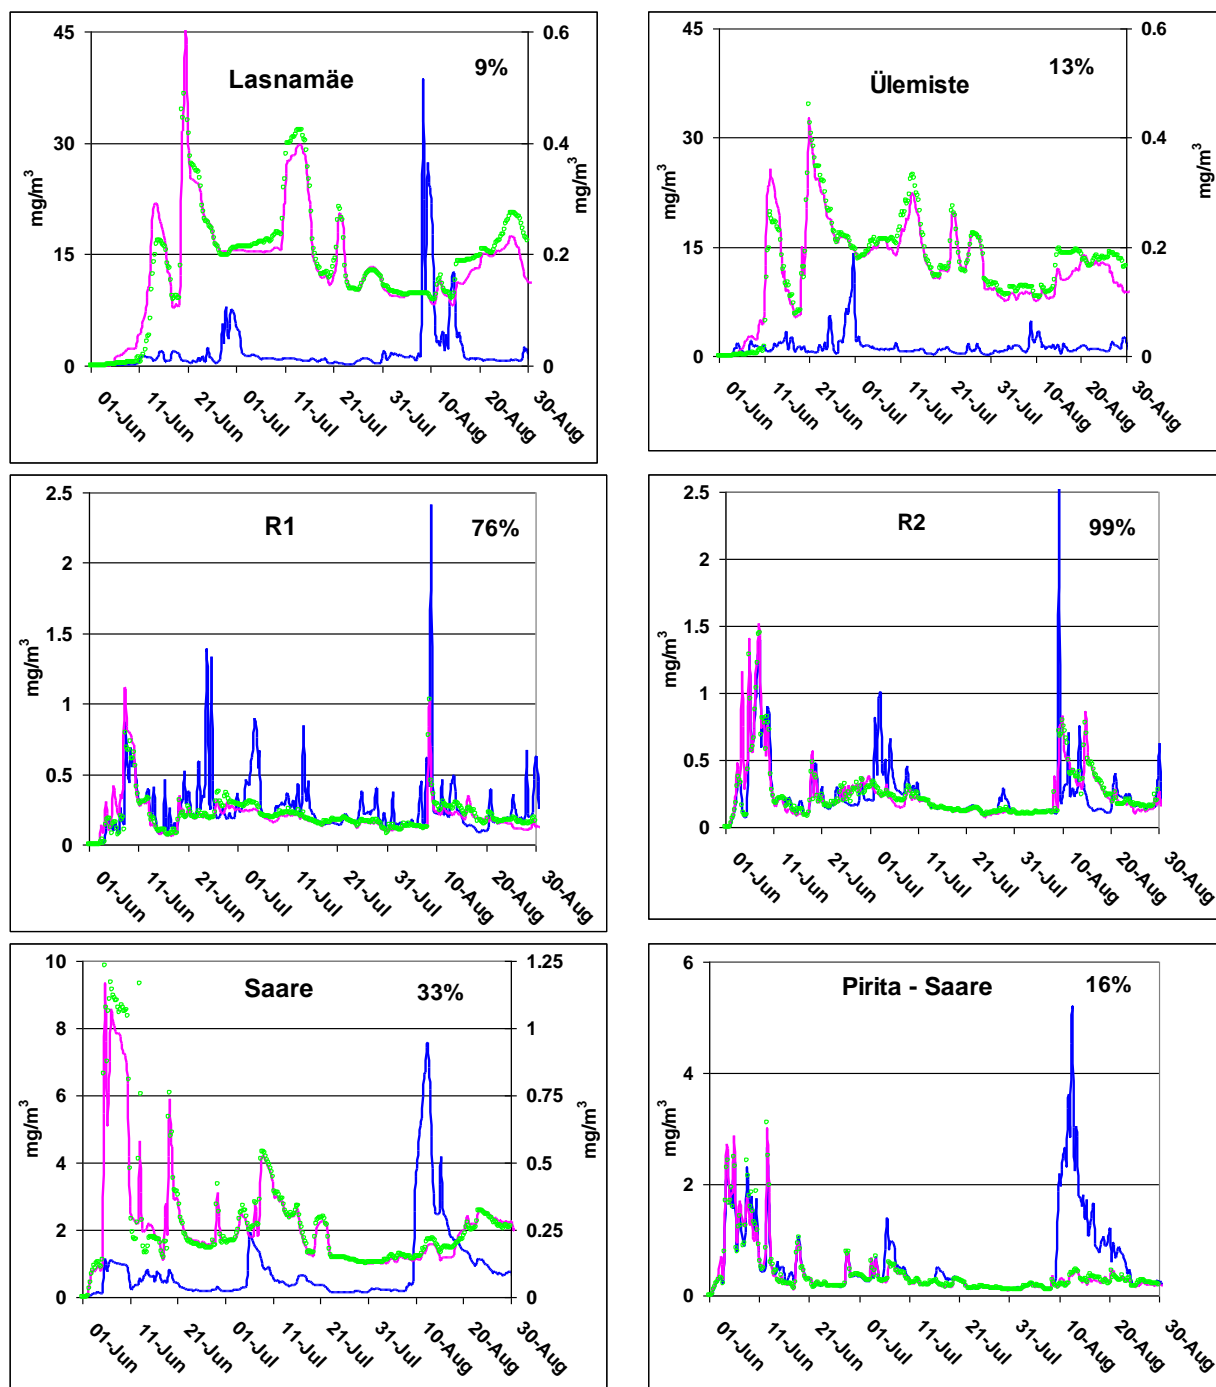 Lasnamäe
9%
45
30
15
0
mg/m3
0.6
0.4
0.2
0
mg/m3
01-Jun
11-Jun
21-Jun
01-Jul
11-Jul
21-Jul
31-Jul
10-Aug
20-Aug
30-Aug
Ülemiste
13%
45
30
15
0
mg/m3
0.6
0.4
0.2
0
mg/m3
01-Jun
11-Jun
21-Jun
01-Jul
11-Jul
21-Jul
31-Jul
10-Aug
20-Aug
30-Aug
R1
76%
2.5
2
1.5
1
0.5
0
mg/m3
01-Jun
11-Jun
21-Jun
01-Jul
11-Jul
21-Jul
31-Jul
10-Aug
20-Aug
30-Aug
R2
99%
2.5
2
1.5
1
0.5
0
mg/m3
01-Jun
11-Jun
21-Jun
01-Jul
11-Jul
21-Jul
31-Jul
10-Aug
20-Aug
30-Aug
Saare
33%
10
8
6
4
2
0
mg/m3
1.25
1
0.75
0.5
0.25
0
mg/m3
01-Jun
11-Jun
21-Jun
01-Jul
11-Jul
21-Jul
31-Jul
10-Aug
20-Aug
30-Aug
Pirita - Saare
16%
6
4
2
0
mg/m3
01-Jun
11-Jun
21-Jun
01-Jul
11-Jul
21-Jul
31-Jul
10-Aug
20-Aug
30-Aug